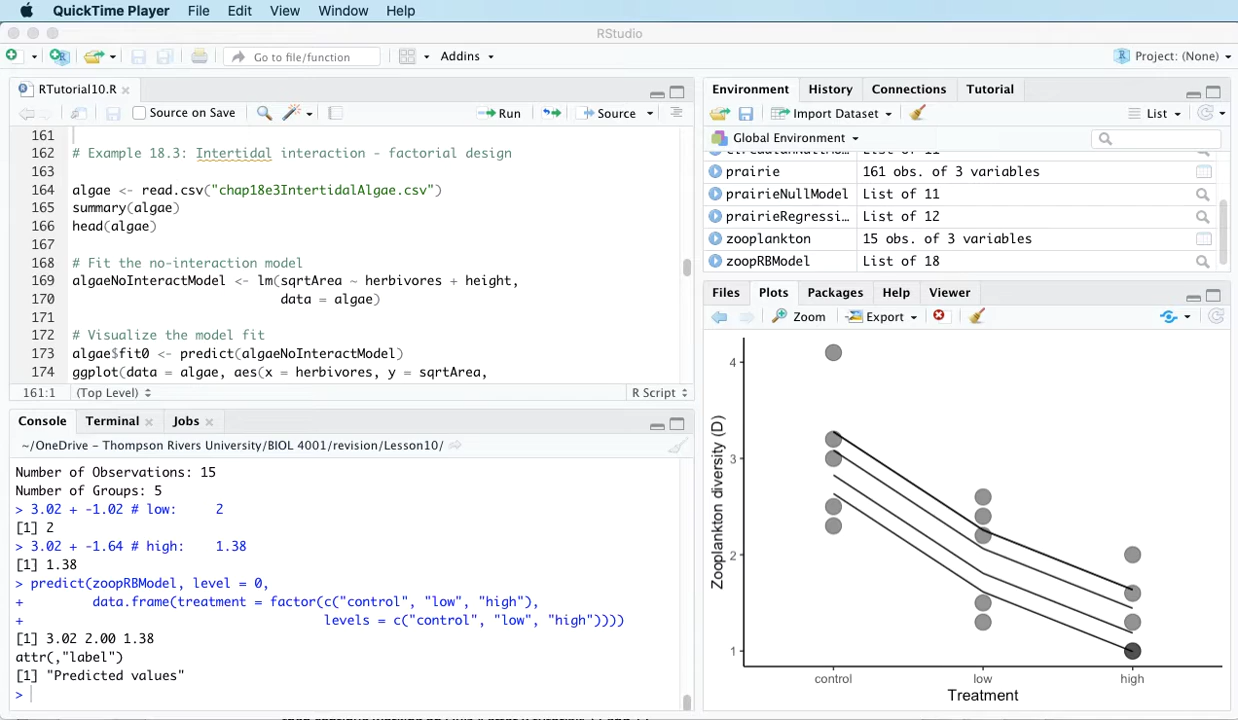 QuickTime Player File Edit View Window Help
RStudio
Go to file/function Addins Project: (None)
RTutorial10.R
Source on Save Run Source
161
162 # Example 18.3: Intertidal interaction - factorial design
163
164 algae <- read.csv("chap18e3IntertidalAlgae.csv")
165 summary(algae)
166 head(algae)
167
168 # Fit the no-interaction model
169 algaeNoInteractModel <- lm(sqrtArea ~ herbivores + height,
170 data = algae)
171
172 # Visualize the model fit
173 algae$fit0 <- predict(algaeNoInteractModel)
174 ggplot(data = algae, aes(x = herbivores, y = sqrtArea,
161:1 (Top Level) R Script
Console Terminal Jobs
~/OneDrive - Thompson Rivers University/BIOL 4001/revision/Lesson10/
Number of Observations: 15
Number of Groups: 5
> 3.02 + -1.02 # low: 2
[1] 2
> 3.02 + -1.64 # high: 1.38
[1] 1.38
> predict(zoopRBModel, level = 0,
+ data.frame(treatment = factor(c("control", "low", "high"),
+ levels = c("control", "low", "high"))))
[1] 3.02 2.00 1.38
attr(,"label")
[1] "Predicted values"
>
Environment History Connections Tutorial
Import Dataset List
Global Environment
prairie 161 obs. of 3 variables
prairieNullModel List of 11
prairieRegressi… List of 12
zooplankton 15 obs. of 3 variables
zoopRBModel List of 18
Files Plots Packages Help Viewer
Zoom Export
Zooplankton diversity (D)
4
3
2
1
control low high
Treatment